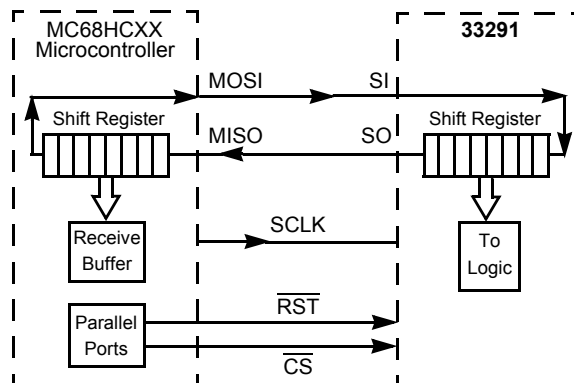 MC68HCXX
Microcontroller
33291
MOSI
SI
Shift Register
Shift Register
MISO
SO
Receive
Buffer
SCLK
To
Logic
Parallel
Ports
RST
CS